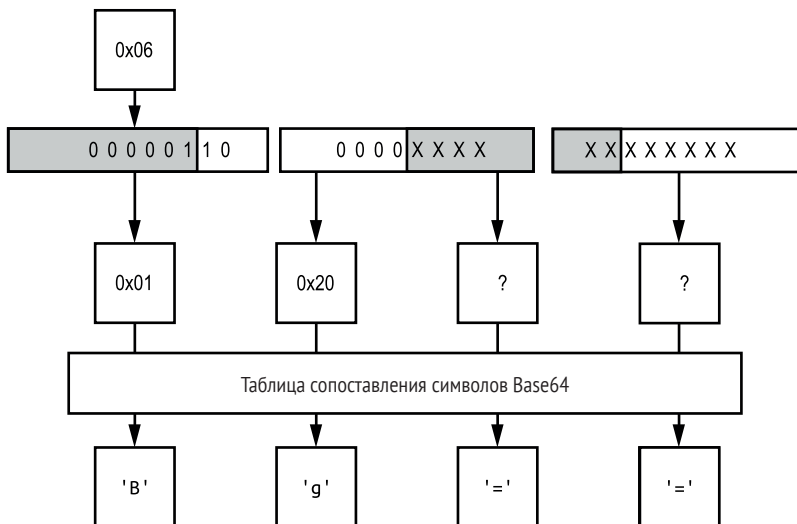 0x06
0 0 0 0 0 1 1 0 0 0 0 0 X X X X X X X X X X X X
0x01 0x20 ? ?
Таблица сопоставления символов Base64
'B' 'g' '=' '='